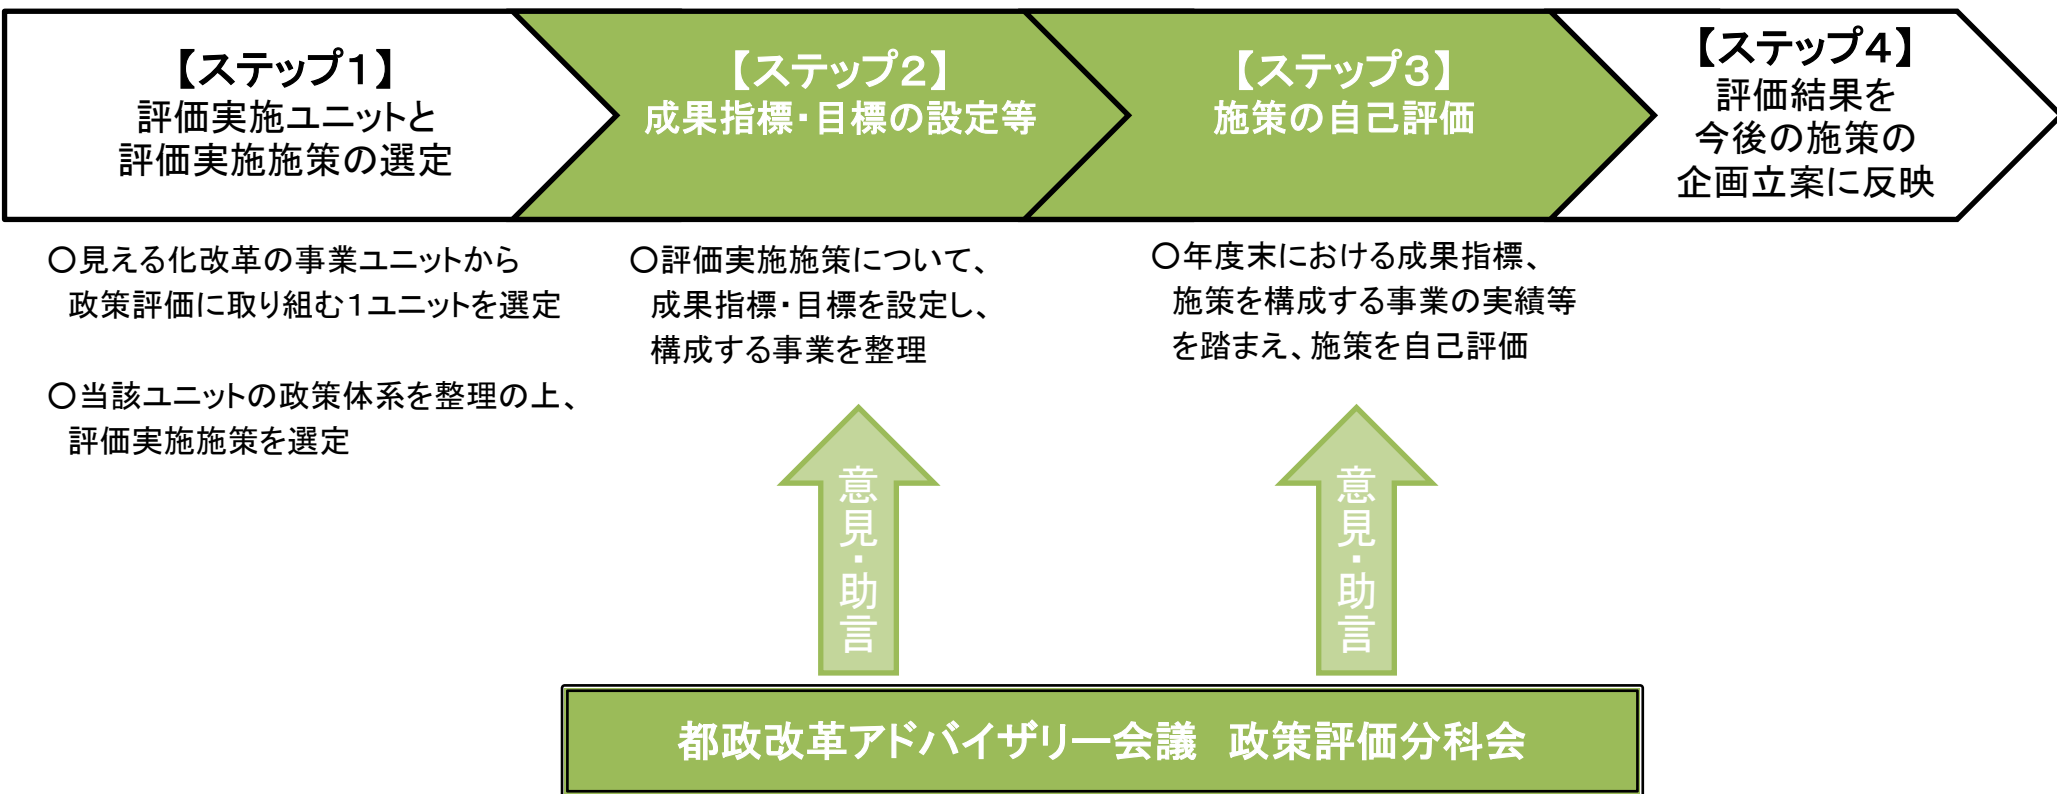 【ステップ1】
評価実施ユニットと
評価実施施策の選定
【ステップ2】
成果指標・目標の設定等
【ステップ3】
施策の自己評価
【ステップ4】
評価結果を
今後の施策の
企画立案に反映
○見える化改革の事業ユニットから
政策評価に取り組む1ユニットを選定
○当該ユニットの政策体系を整理の上、
評価実施施策を選定
○評価実施施策について、
成果指標・目標を設定し、
構成する事業を整理
○年度末における成果指標、
施策を構成する事業の実績等
を踏まえ、施策を自己評価
意見・助言
意見・助言
都政改革アドバイザリー会議　政策評価分科会